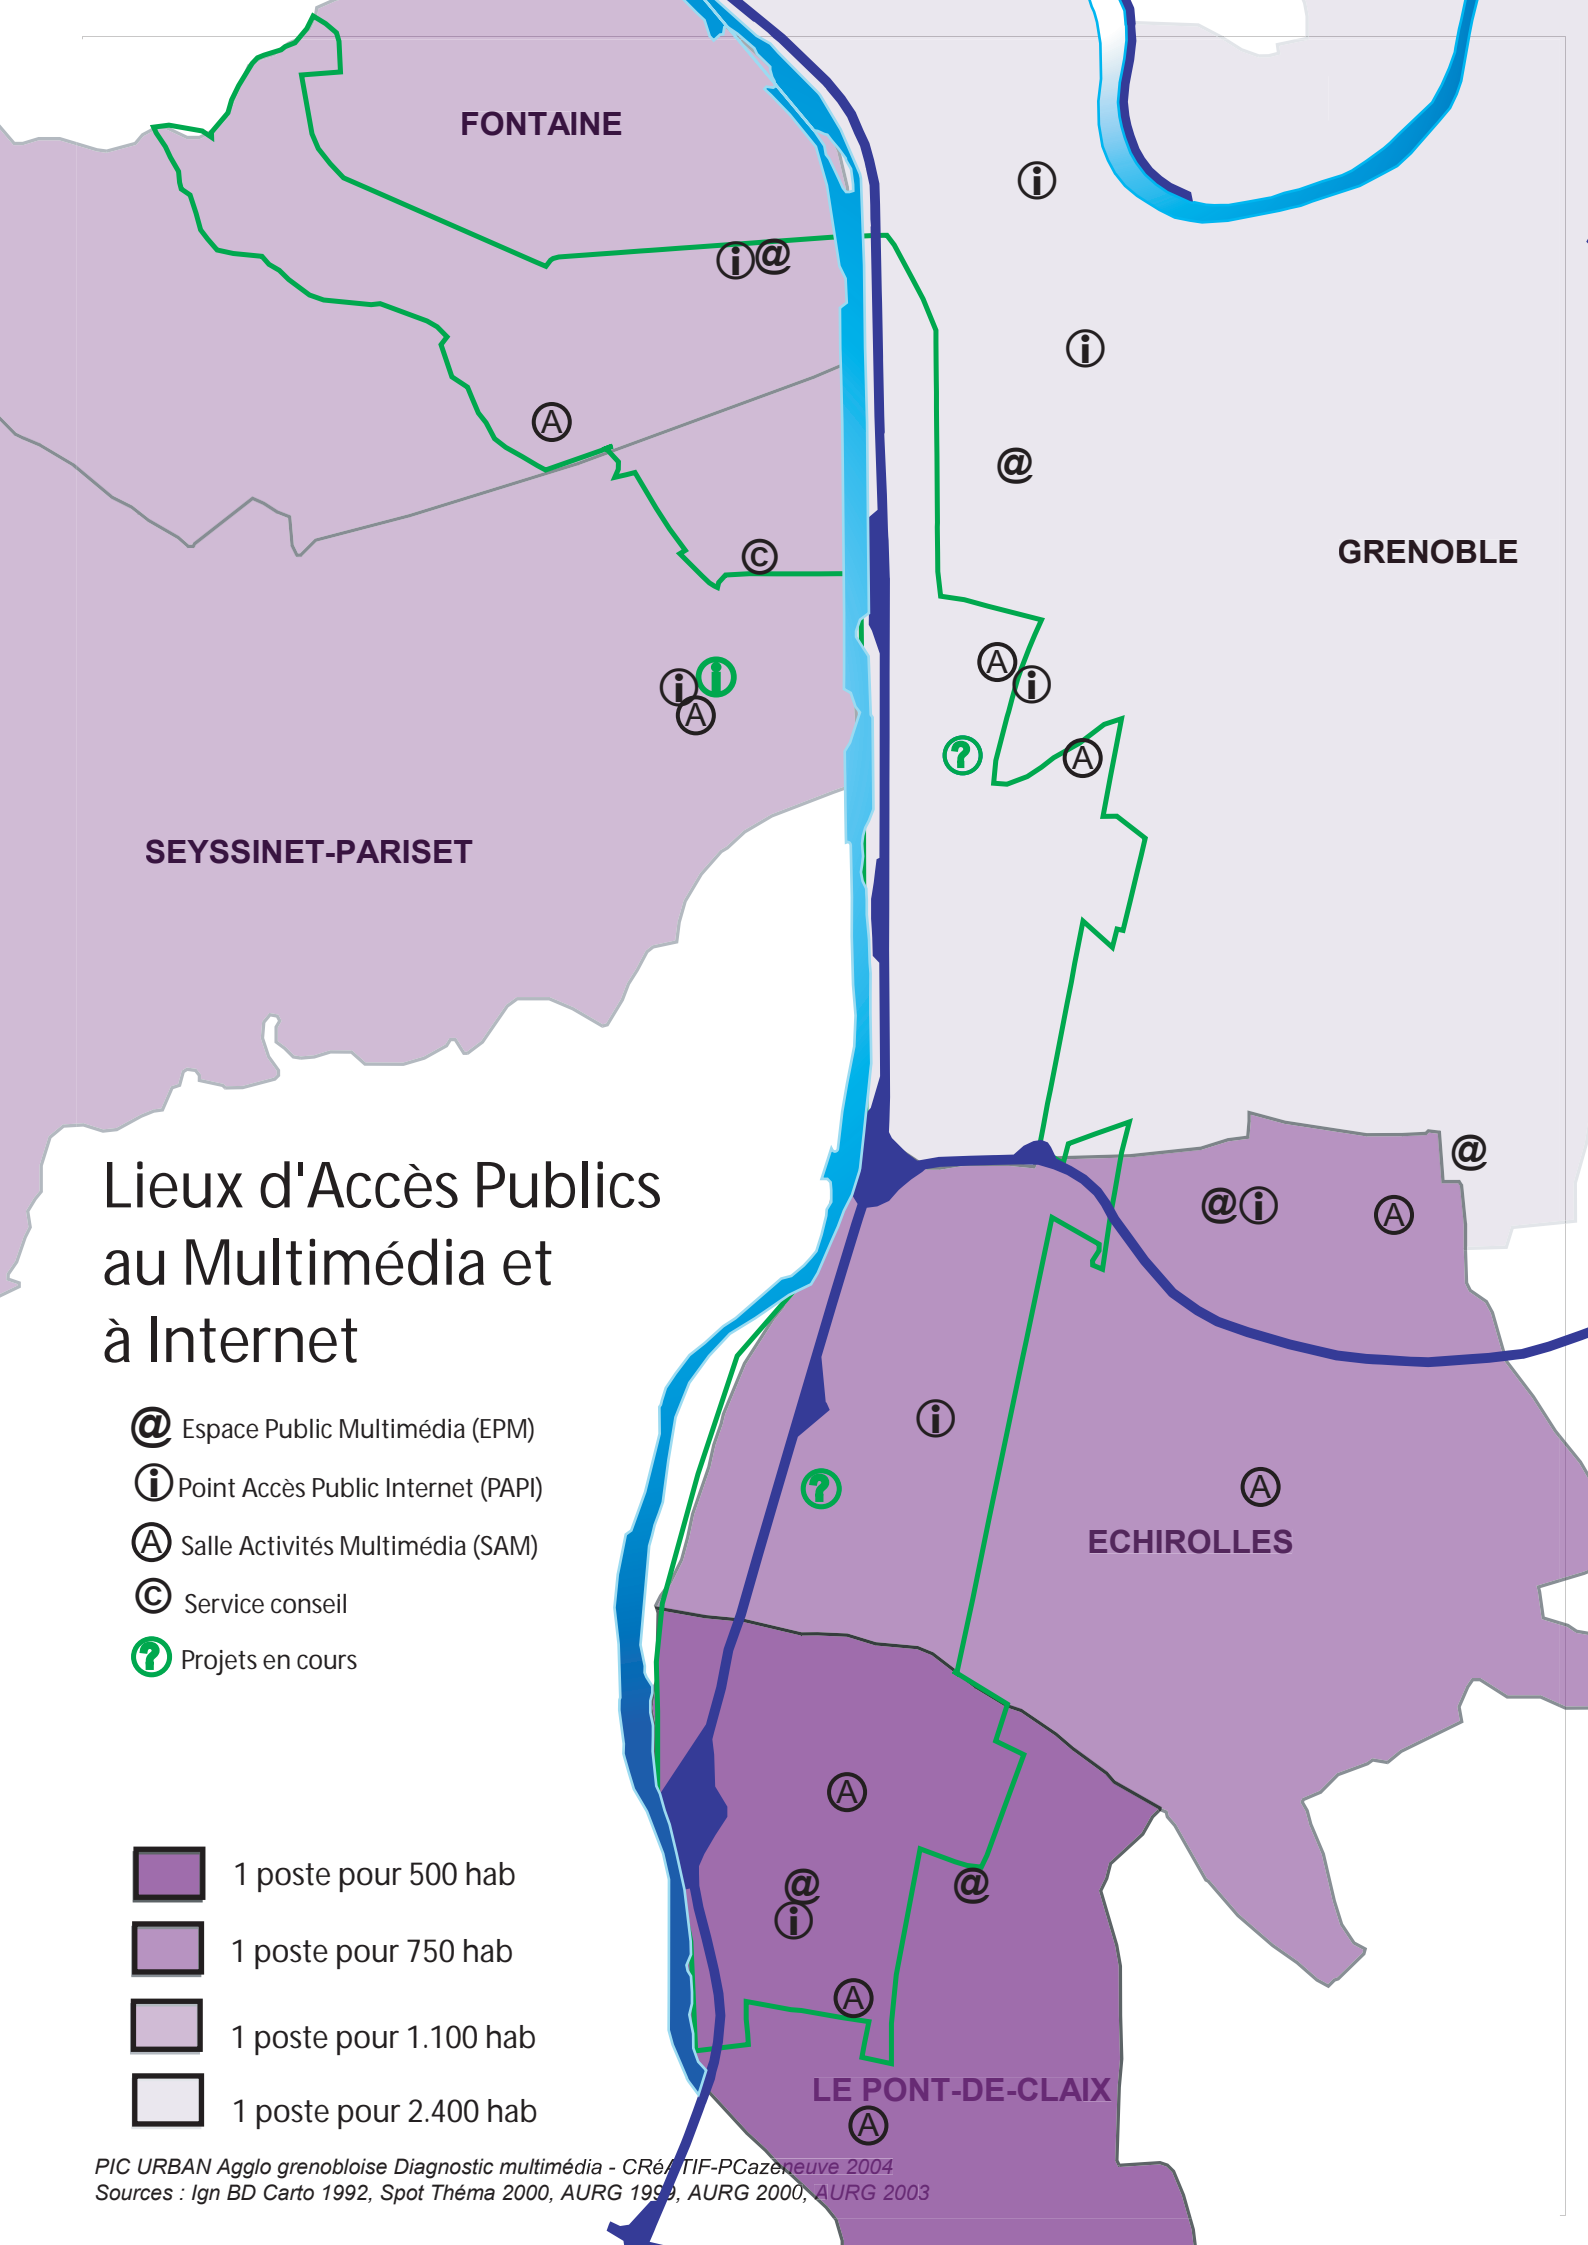 FONTAINE
i
i @
i
A
@
GRENOBLE
C
A
i
i i
A
?
A
SEYSSINET-PARISET
@
Lieux d'Accès Publics
au Multimédia et
à Internet
@ i
A
@ Espace Public Multimédia (EPM)
i Point Accès Public Internet (PAPI)
A Salle Activités Multimédia (SAM)
C Service conseil
? Projets en cours
i
?
A
ECHIROLLES
A
@
@
i
A
LE PONT-DE-CLAIX
A
1 poste pour 500 hab
1 poste pour 750 hab
1 poste pour 1.100 hab
1 poste pour 2.400 hab
PIC URBAN Agglo grenobloise Diagnostic multimédia - CRéATIF-PCazeneuve 2004
Sources : Ign BD Carto 1992, Spot Théma 2000, AURG 1999, AURG 2000, AURG 2003